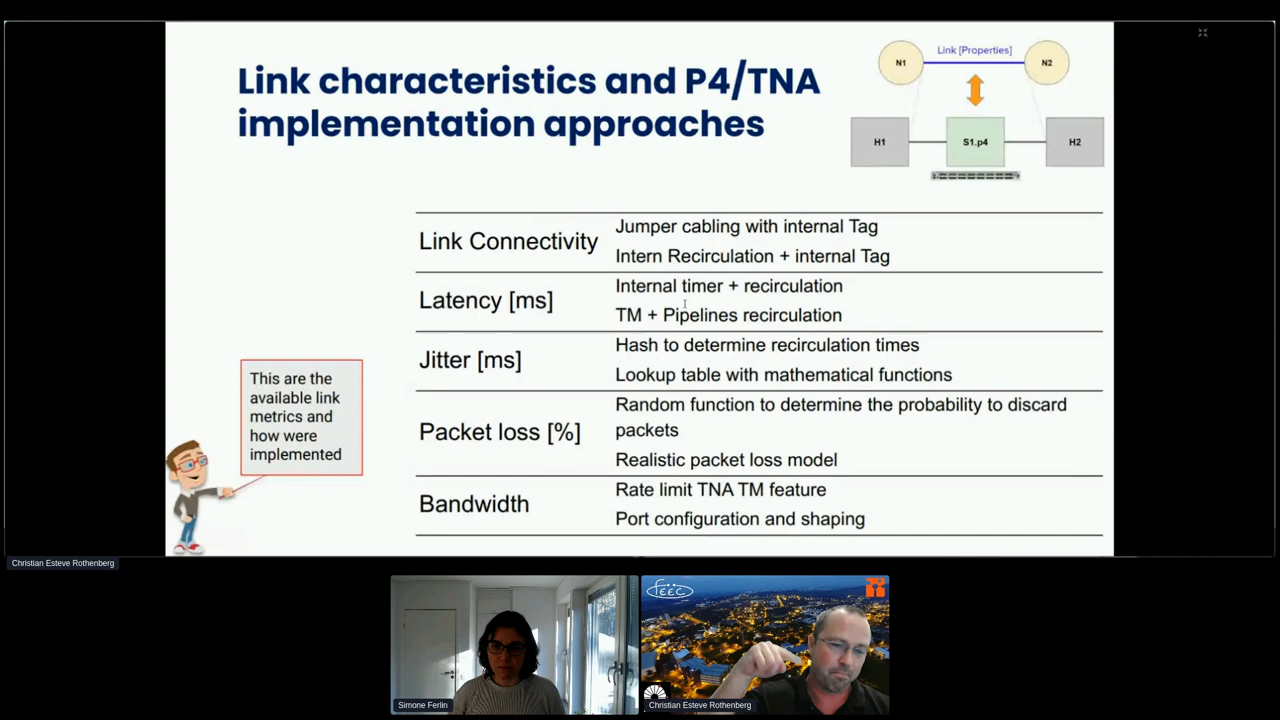 Link characteristics and P4/TNA
implementation approaches
N1
Link [Properties]
N2
H1
S1.p4
H2
Link Connectivity
Jumper cabling with internal Tag
Intern Recirculation + internal Tag
Latency [ms]
Internal timer + recirculation
TM + Pipelines recirculation
Jitter [ms]
Hash to determine recirculation times
Lookup table with mathematical functions
Packet loss [%]
Random function to determine the probability to discard
packets
Realistic packet loss model
Bandwidth
Rate limit TNA TM feature
Port configuration and shaping
This are the
available link
metrics and
how were
implemented
Christian Esteve Rothenberg
Simone Ferlin
FEEC
Christian Esteve Rothenberg